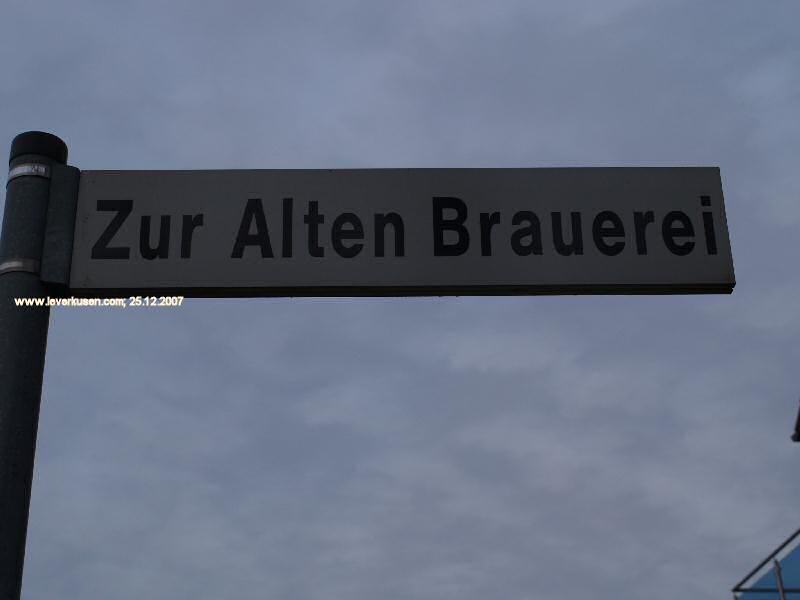 Zur Alten Brauerei
www.leverkusen.com; 25.12.2007